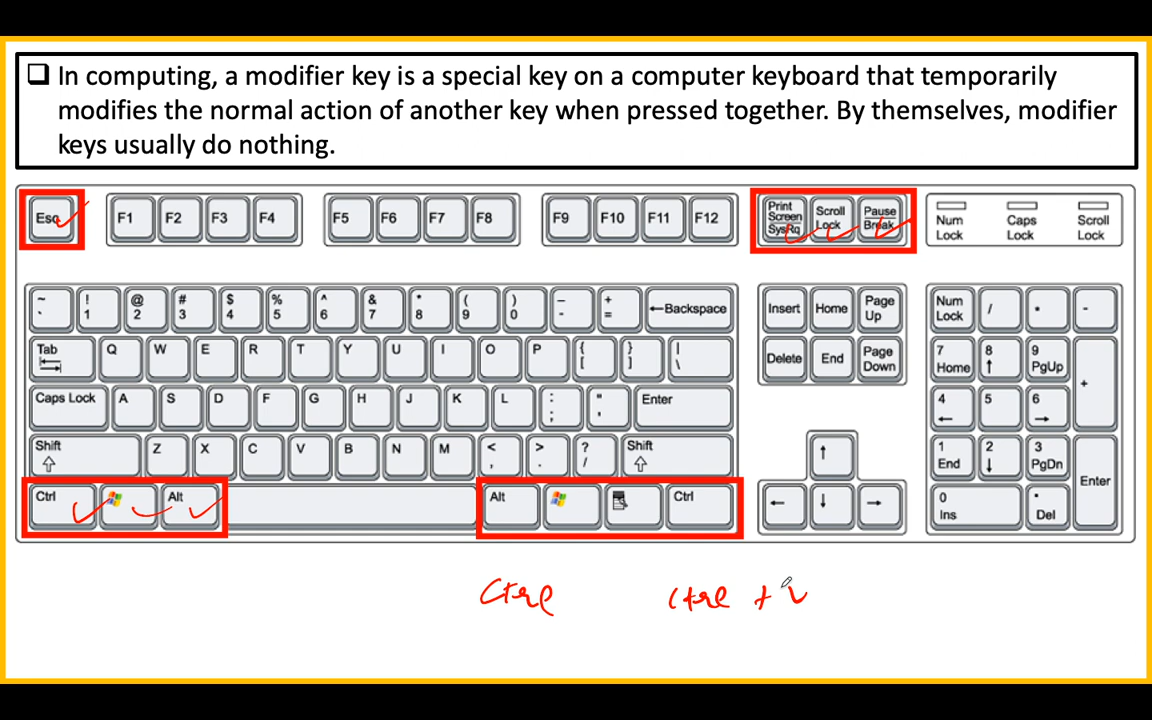 ❑ In computing, a modifier key is a special key on a computer keyboard that temporarily
modifies the normal action of another key when pressed together. By themselves, modifier
keys usually do nothing.
Esc F1 F2 F3 F4 F5 F6 F7 F8 F9 F10 F11 F12
Print Screen SysRq
Scroll Lock
Pause Break
Num Lock
Caps Lock
Scroll Lock
~ `
! 1
@ 2
# 3
$ 4
% 5
^ 6
& 7
* 8
( 9
) 0
– -
+ =
←Backspace
Insert Home Page Up
Num Lock / * -
Tab Q W E R T Y U I O P { [ } ] | \
Delete End Page Down
7 Home
8 ↑
9 PgUp
+
Caps Lock A S D F G H J K L : ; " ' Enter
4 ←
5
6 →
Shift Z X C V B N M < , > . ? / Shift
↑
1 End
2 ↓
3 PgDn
Enter
Ctrl Alt Alt Ctrl
← ↓ →
0 Ins
. Del
Ctrl Ctrl +